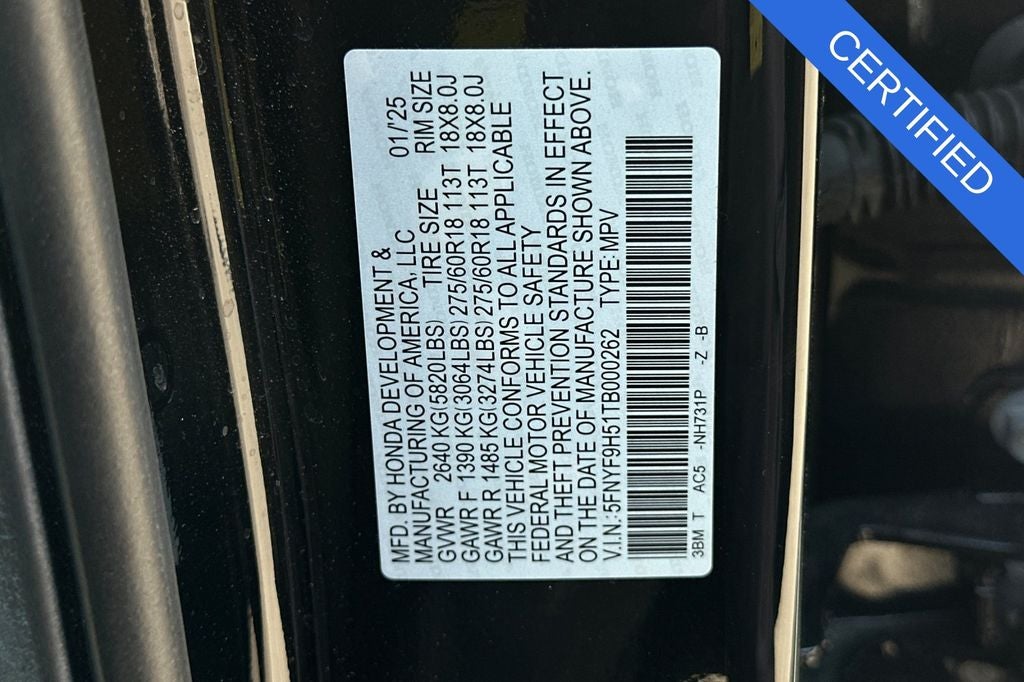 MFD. BY HONDA DEVELOPMENT & 01/'25
MANUFACTURING OF AMERICA, LLC
GVWR 2640 KG(5820LBS) TIRE SIZE RIM SIZE
GAWR F 1390 KG(3064LBS) 275/60R18 113T 18X8.0J
GAWR R 1485 KG(3274LBS) 275/60R18 113T 18X8.0J
THIS VEHICLE CONFORMS TO ALL APPLICABLE
FEDERAL MOTOR VEHICLE SAFETY
AND THEFT PREVENTION STANDARDS IN EFFECT
ON THE DATE OF MANUFACTURE SHOWN ABOVE.
V.I.N.:5FNYF9H51TB000262 TYPE:MPV
3BM T AC5 -NH731P -Z -B
CERTIFIED